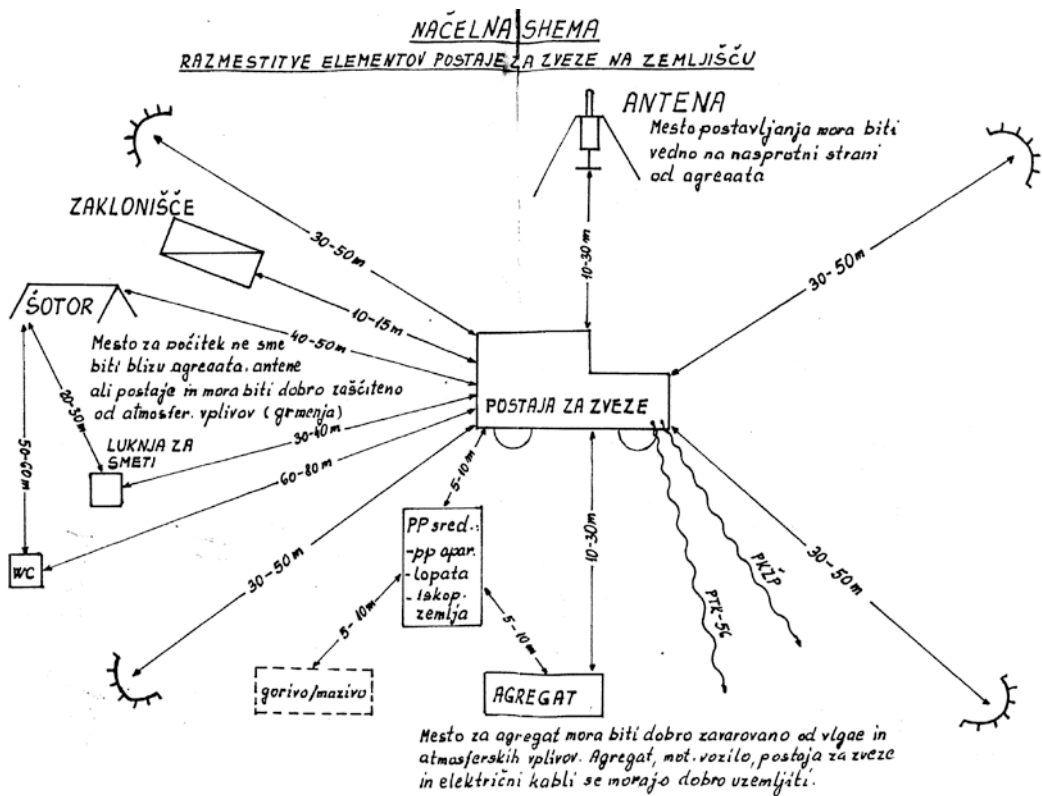 NAČELNA SHEMA
RAZMESTITVE ELEMENTOV POSTAJE ZA ZVEZE NA ZEMLJIŠČU
ANTENA
Mesto postavljanja mora biti
vedno na nasprotni strani
od agregata
ZAKLONIŠČE
30-50m
10-30m
30-50m
10-15m
ŠOTOR
40-50m
Mesto za počitek ne sme
biti blizu agregata, antene
ali postaje in mora biti dobro zaščiteno
od atmosfer. vplivov (grmenja)
20-30m
50-60m
POSTAJA ZA ZVEZE
LUKNJA ZA
SMETI
30-40m
60-80m
5-10m
10-30m
WC
30-50m
PP sred.:
-pp apar.
-lopata
-iskop.
zemlja
PKŽP
PTK-56
30-50m
5-10m
5-10m
gorivo/mazivo
AGREGAT
Mesto za agregat mora biti dobro zavarovano od vlgae in
atmosferskih vplivov. Agregat, mot. vozilo, postaja za zveze
in električni kabli se morajo dobro uzemljiti.